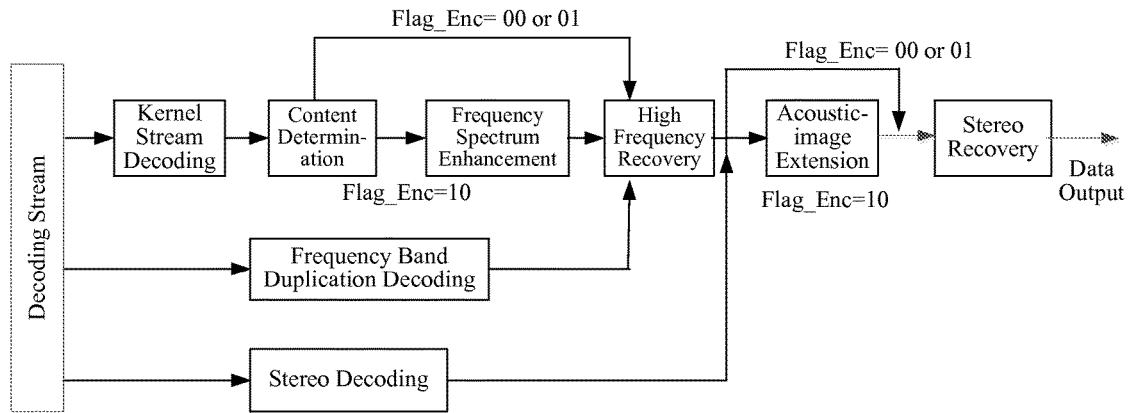 Flag_Enc= 00 or 01
Flag_Enc= 00 or 01
Decoding Stream
Kernel
Stream
Decoding
Content
Determin-
ation
Frequency
Spectrum
Enhancement
High
Frequency
Recovery
Acoustic-
image
Extension
Stereo
Recovery
Data
Output
Flag_Enc=10
Flag_Enc=10
Frequency Band
Duplication Decoding
Stereo Decoding